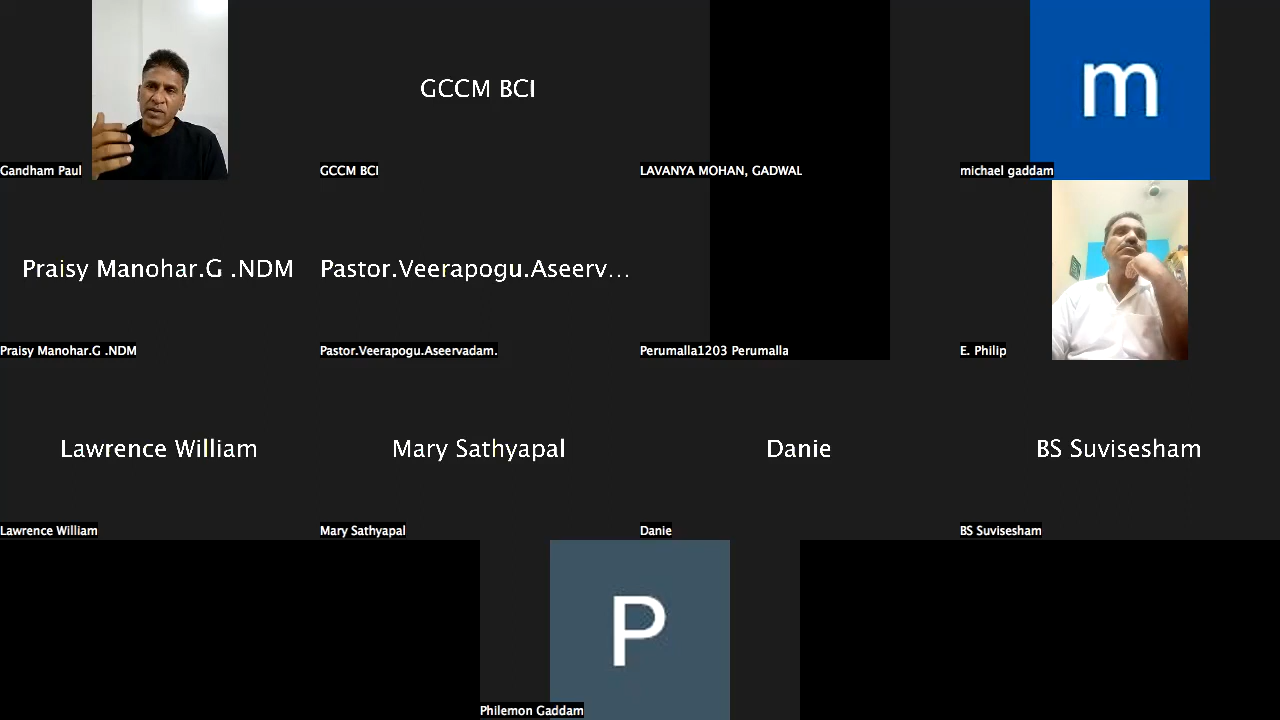 GCCM BCI
m
Gandham Paul
GCCM BCI
LAVANYA MOHAN, GADWAL
michael gaddam
Praisy Manohar.G .NDM
Pastor.Veerapogu.Aseerv...
Praisy Manohar.G .NDM
Pastor.Veerapogu.Aseervadam.
Perumalla1203 Perumalla
E. Philip
Lawrence William
Mary Sathyapal
Danie
BS Suvisesham
Lawrence William
Mary Sathyapal
Danie
BS Suvisesham
P
Philemon Gaddam